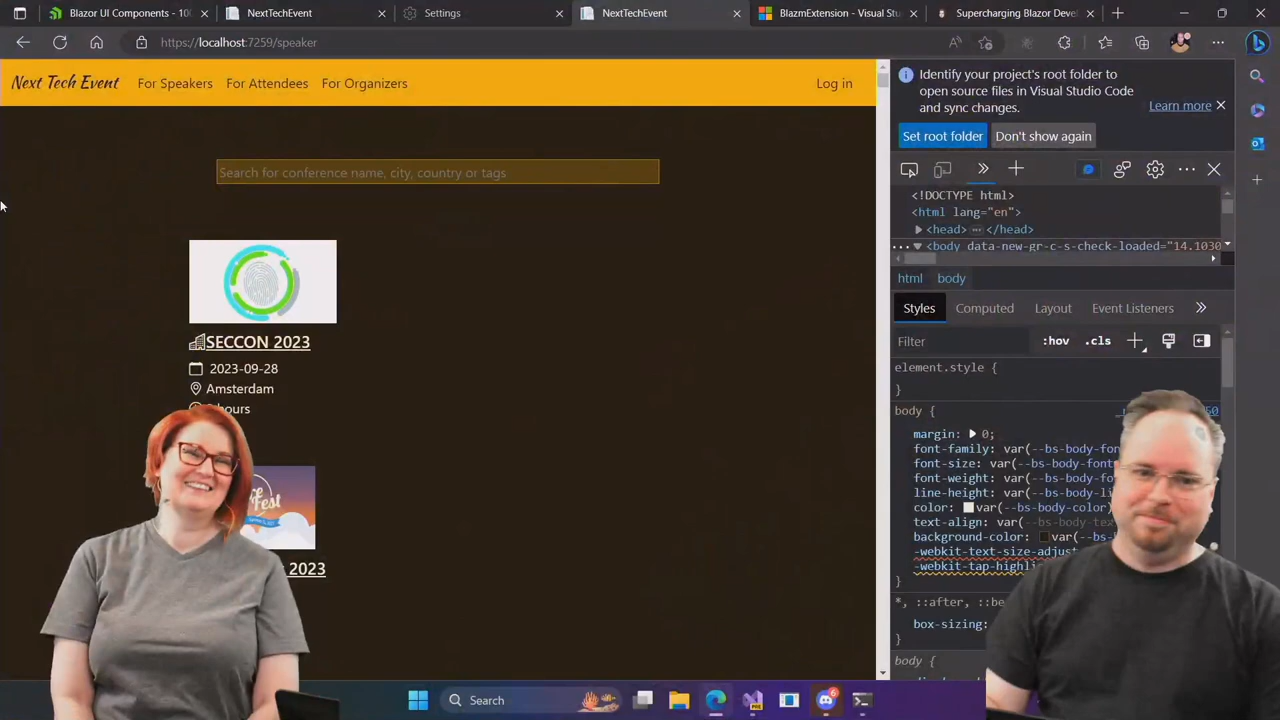 Blazor UI Components - 10
NextTechEvent
Settings
NextTechEvent
BlazmExtension - Visual Stu
Supercharging Blazor Devel
https://localhost:7259/speaker
Next Tech Event
For Speakers
For Attendees
For Organizers
Log in
Search for conference name, city, country or tags
SECCON 2023
2023-09-28
Amsterdam
hours
2023
Identify your project's root folder to
open source files in Visual Studio Code
and sync changes.
Learn more
Set root folder
Don't show again
<!DOCTYPE html>
<html lang="en">
<head> </head>
<body data-new-gr-c-s-check-loaded="14.1030
html
body
Styles
Computed
Layout
Event Listeners
Filter
:hov
.cls
element.style {
}
body {
margin: 0;
font-family: var(--bs-body-fon
font-size: var(--bs-body-font
font-weight: var(--bs-body-f
line-height: var(--bs-body-li
color: var(--bs-body-color)
text-align: var(--bs-body-tex
background-color: var(--bs-b
-webkit-text-size-adjust
-webkit-tap-highli
}
*, ::after, ::be
box-sizing:
}
body {
Search
6